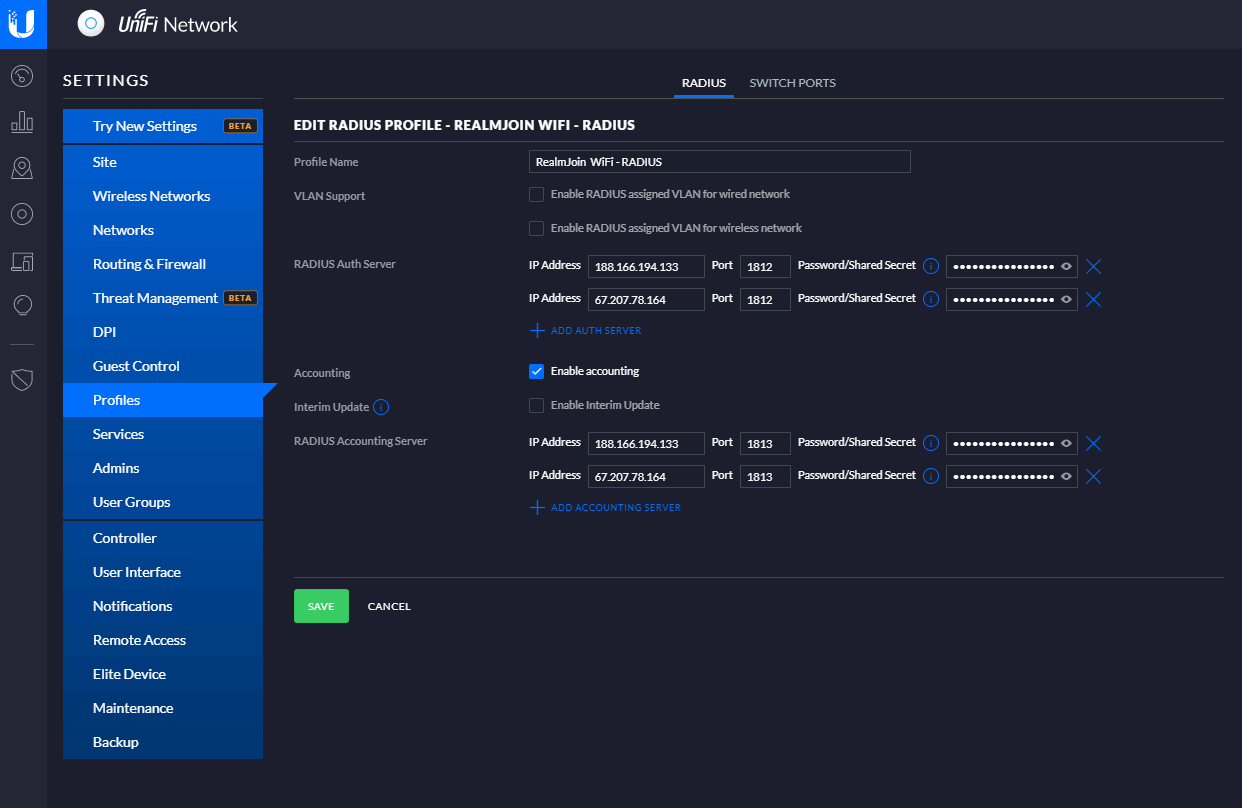 UniFi Network
SETTINGS
RADIUS SWITCH PORTS
Try New Settings BETA
Site
Wireless Networks
Networks
Routing & Firewall
Threat Management BETA
DPI
Guest Control
Profiles
Services
Admins
User Groups
Controller
User Interface
Notifications
Remote Access
Elite Device
Maintenance
Backup
EDIT RADIUS PROFILE - REALMJOIN WIFI - RADIUS
Profile Name RealmJoin WiFi - RADIUS
VLAN Support Enable RADIUS assigned VLAN for wired network
Enable RADIUS assigned VLAN for wireless network
RADIUS Auth Server IP Address 188.166.194.133 Port 1812 Password/Shared Secret ••••••••••••••••
IP Address 67.207.78.164 Port 1812 Password/Shared Secret ••••••••••••••••
ADD AUTH SERVER
Accounting Enable accounting
Interim Update Enable Interim Update
RADIUS Accounting Server IP Address 188.166.194.133 Port 1813 Password/Shared Secret ••••••••••••••••
IP Address 67.207.78.164 Port 1813 Password/Shared Secret ••••••••••••••••
ADD ACCOUNTING SERVER
SAVE CANCEL